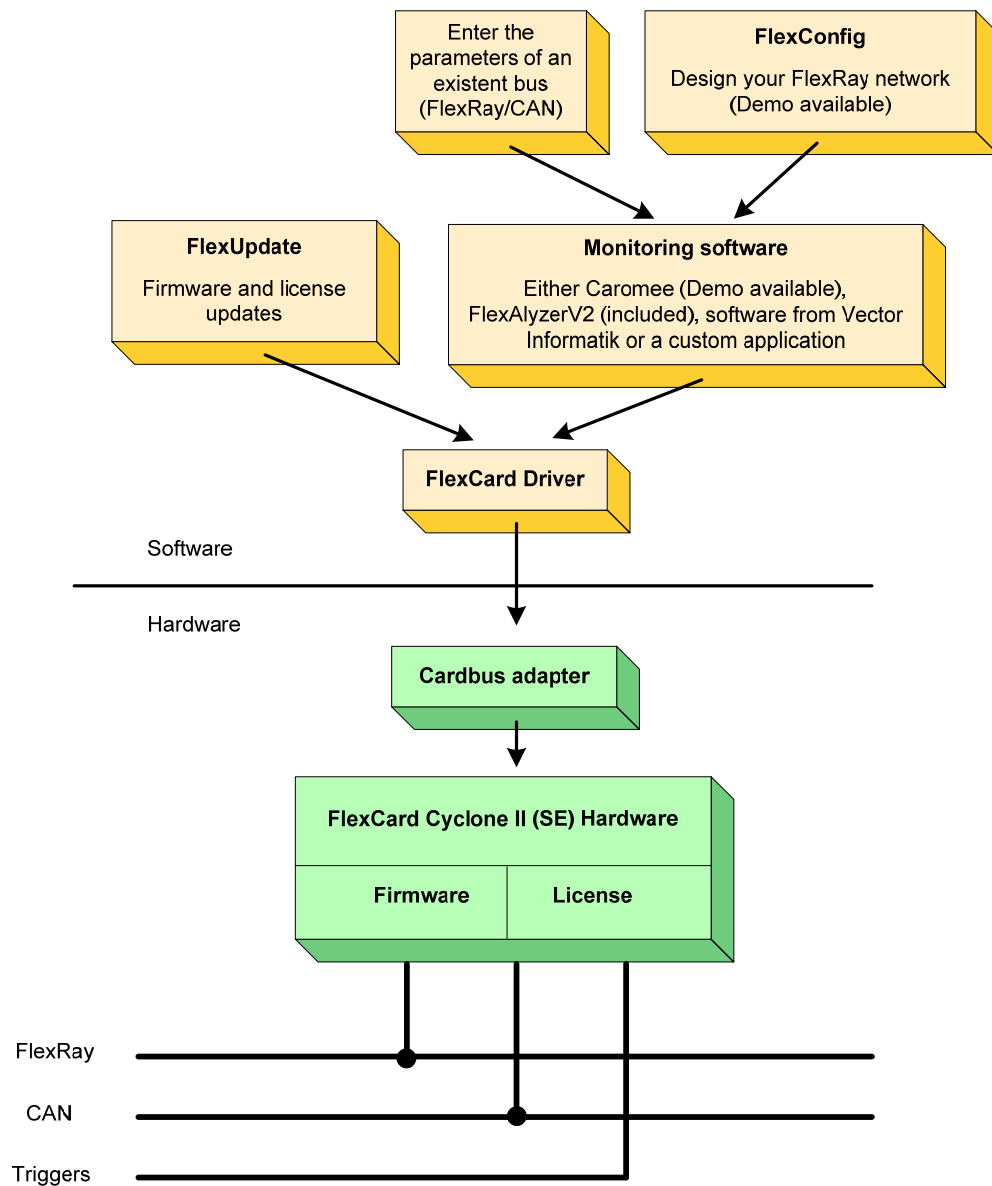 Enter the
parameters of an
existent bus
(FlexRay/CAN)
FlexConfig
Design your FlexRay network
(Demo available)
FlexUpdate
Firmware and license
updates
Monitoring software
Either Caromee (Demo available),
FlexAlyzerV2 (included), software from Vector
Informatik or a custom application
FlexCard Driver
Software
Hardware
Cardbus adapter
FlexCard Cyclone II (SE) Hardware
Firmware
License
FlexRay
CAN
Triggers